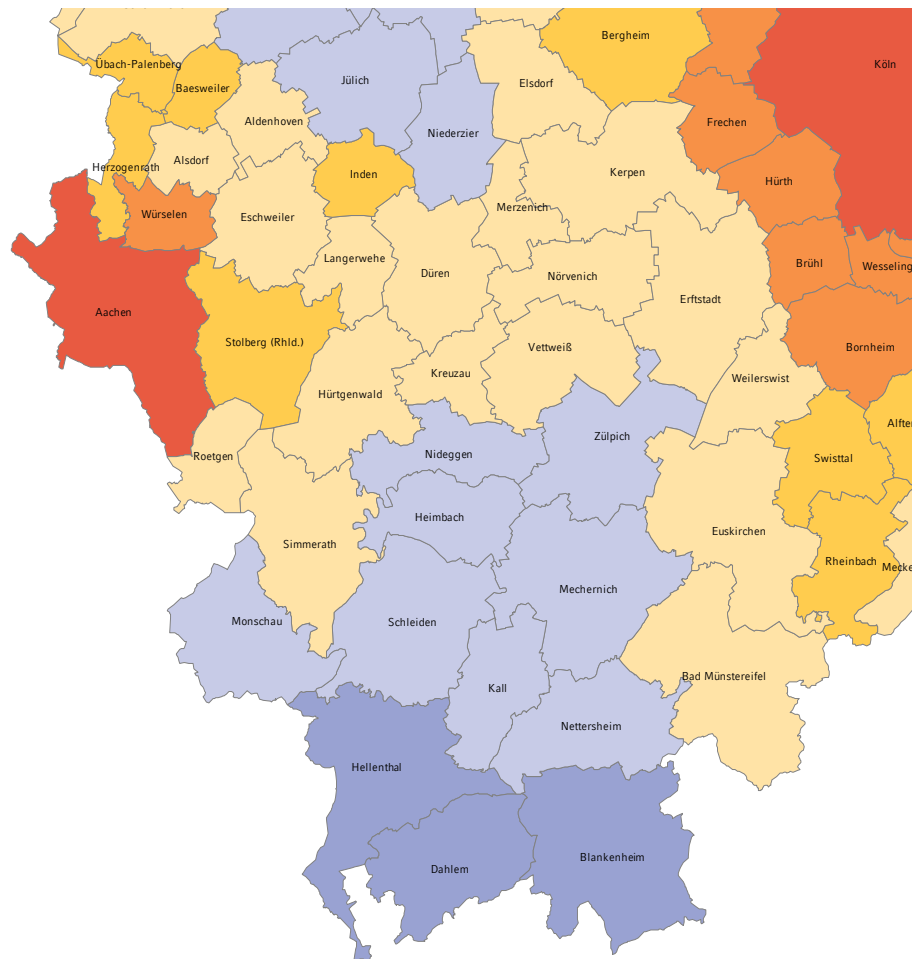 Bergheim
Köln
Übach-Palenberg
Jülich
Elsdorf
Baesweiler
Aldenhoven
Frechen
Niederzier
Alsdorf
Herzogenrath
Inden
Kerpen
Hürth
Merzenich
Würselen
Eschweiler
Langerwehe
Düren
Nörvenich
Brühl
Wesseling
Erftstadt
Aachen
Stolberg (Rhld.)
Vettweiß
Bornheim
Kreuzau
Weilerswist
Hürtgenwald
Alfter
Zülpich
Roetgen
Nideggen
Swisttal
Heimbach
Euskirchen
Simmerath
Rheinbach
Mecke
Mechernich
Monschau
Schleiden
Bad Münstereifel
Kall
Nettersheim
Hellenthal
Blankenheim
Dahlem